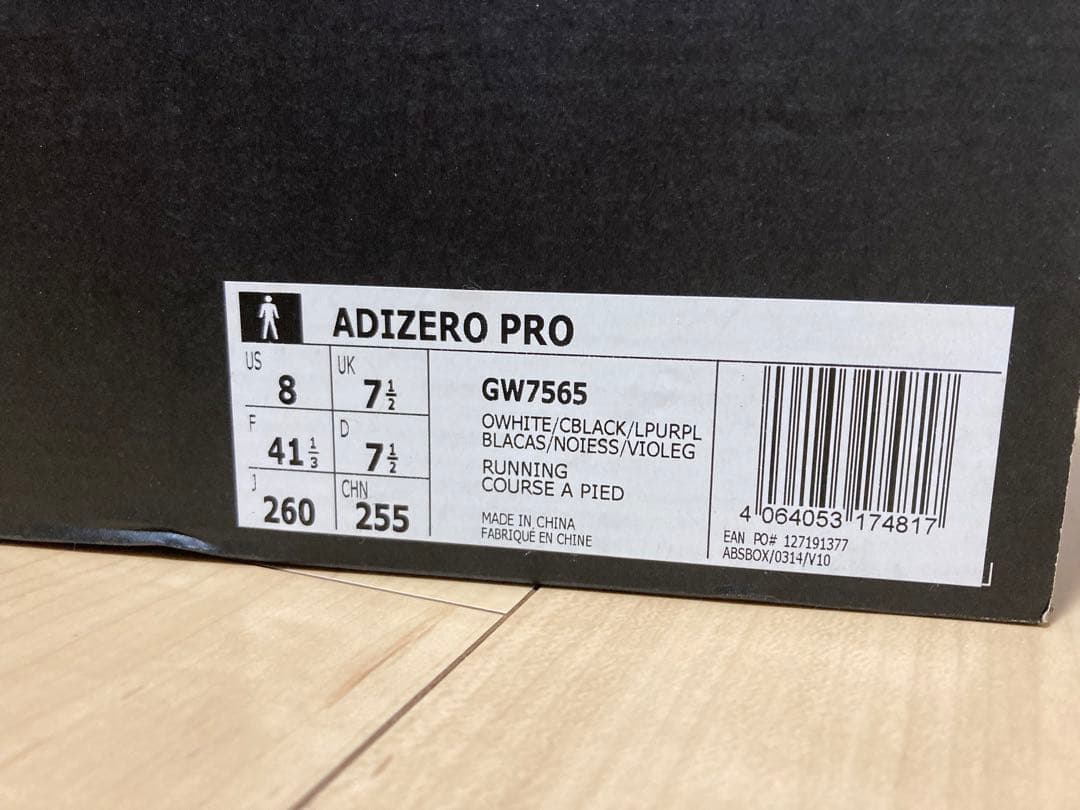 ADIZERO PRO
US
8
UK
7½
F
41⅓
D
7½
J
260
CHN
255
GW7565
OWHITE/CBLACK/LPURPL
BLACAS/NOIESS/VIOLEG
RUNNING
COURSE A PIED
MADE IN CHINA
FABRIQUÉ EN CHINE
4 064053 174817
EAN PO# 127191377
ABSBOX/0314/V10